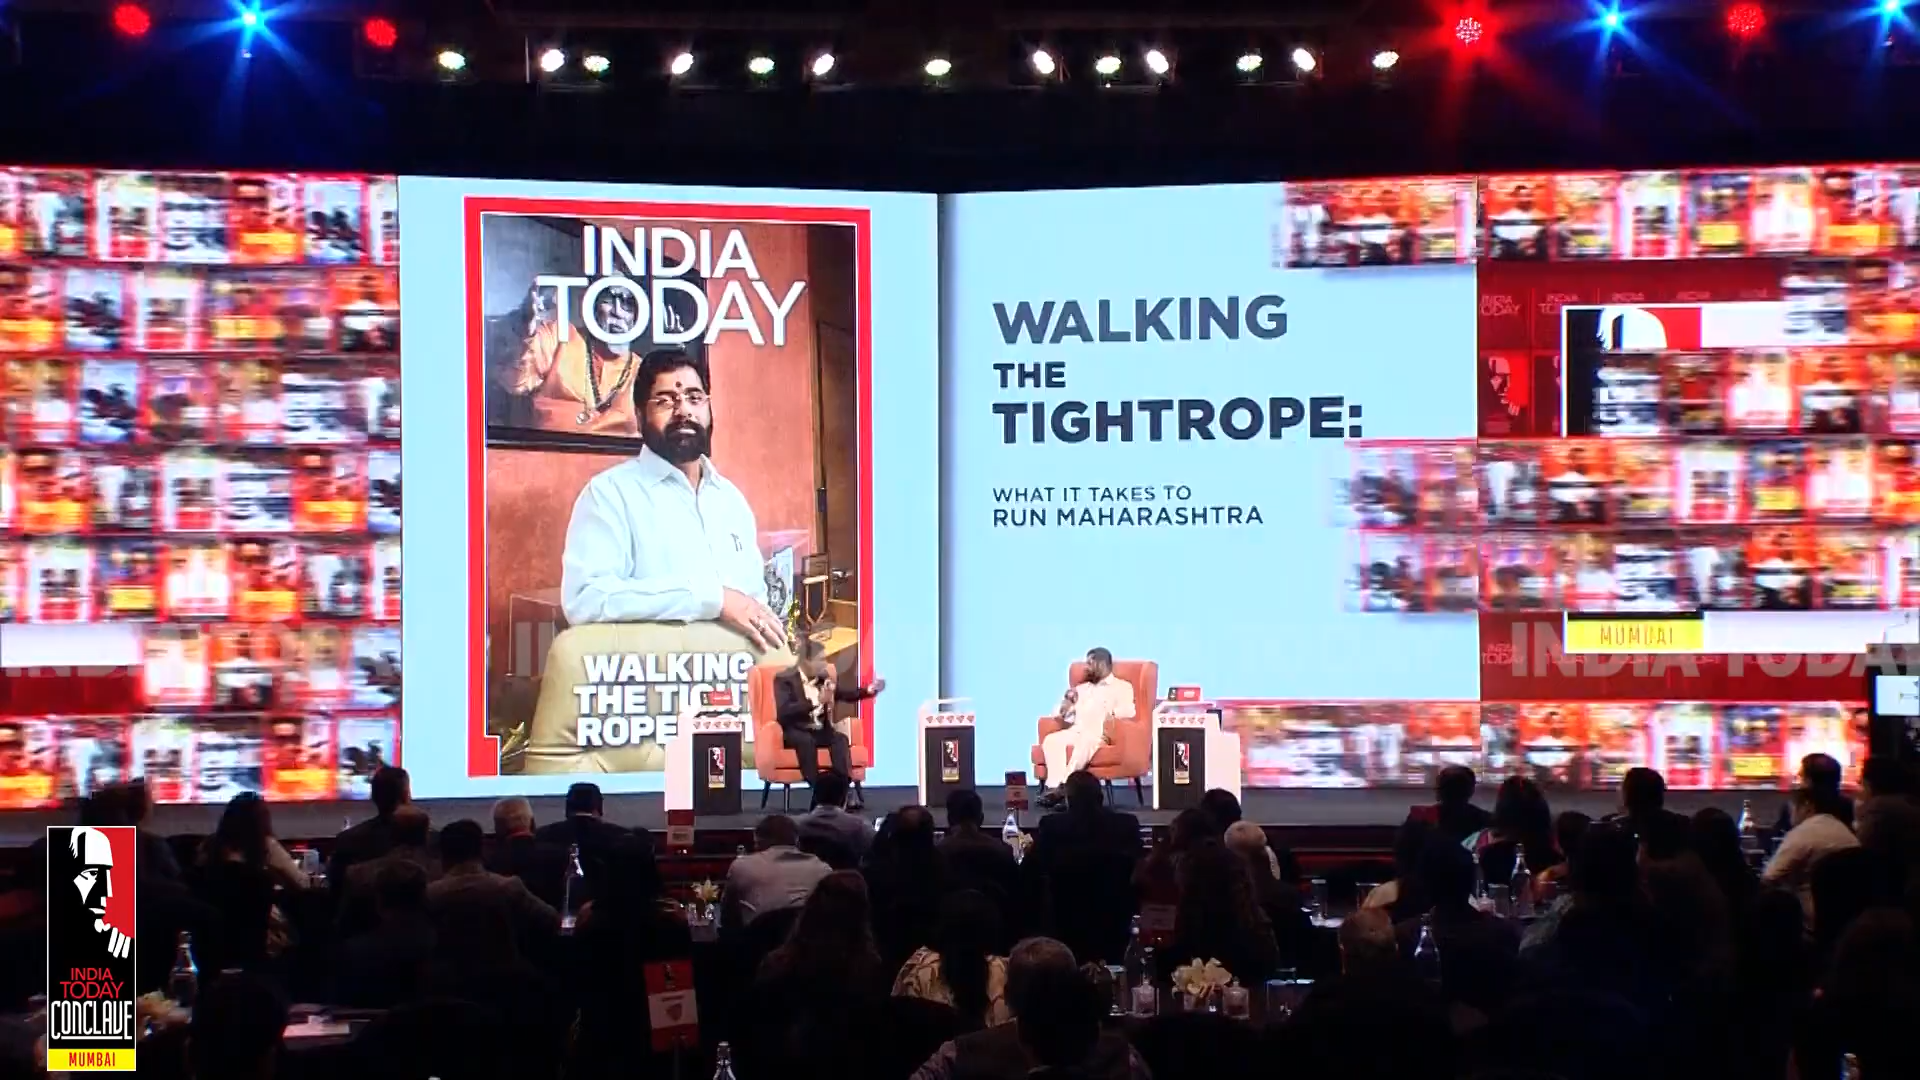 INDIA
TODAY
WALKING
THE TIGHT
ROPE
WALKING
THE
TIGHTROPE:
WHAT IT TAKES TO
RUN MAHARASHTRA
MUMBAI
INDIA TODAY
INDIA
TODAY
CONCLAVE
MUMBAI